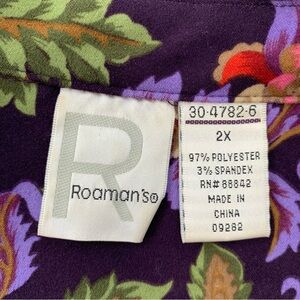 R
Roaman's®
30-4782-6
2X
97% POLYESTER
3% SPANDEX
RN# 88842
MADE IN
CHINA
09282